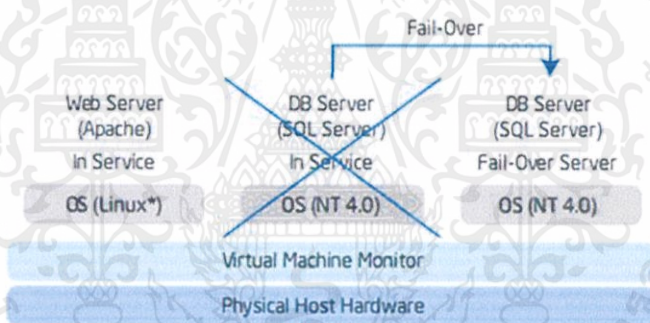 Fail-Over
Web Server
(Apache)
In Service
OS (Linux*)
DB Server
(SQL Server)
In Service
OS (NT 4.0)
DB Server
(SQL Server)
Fail-Over Server
OS (NT 4.0)
Virtual Machine Monitor
Physical Host Hardware